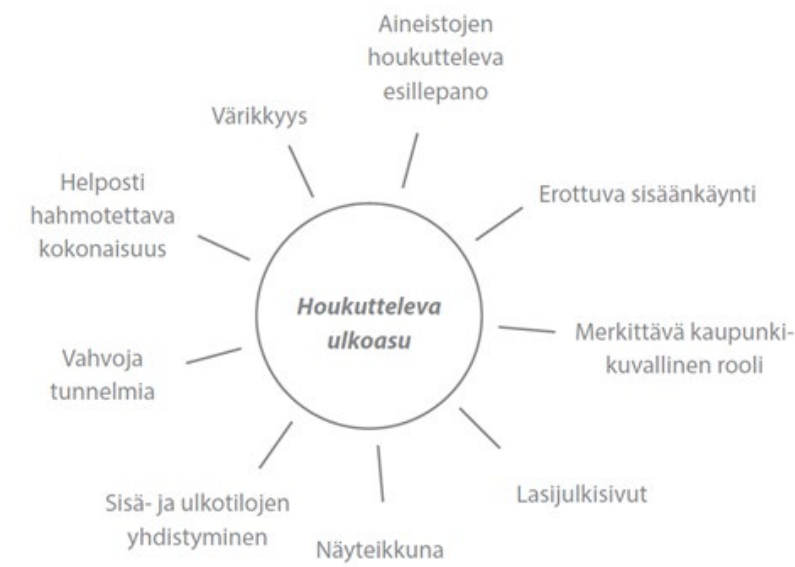 Aineistojen
houkutteleva
esillepano
Värikkyys
Erottuva sisäänkäynti
Helposti
hahmotettava
kokonaisuus
Houkutteleva
ulkoasu
Merkittävä kaupunki-
kuvallinen rooli
Vahvoja
tunnelmia
Lasijulkisivut
Sisä- ja ulkotilojen
yhdistyminen
Näyteikkuna